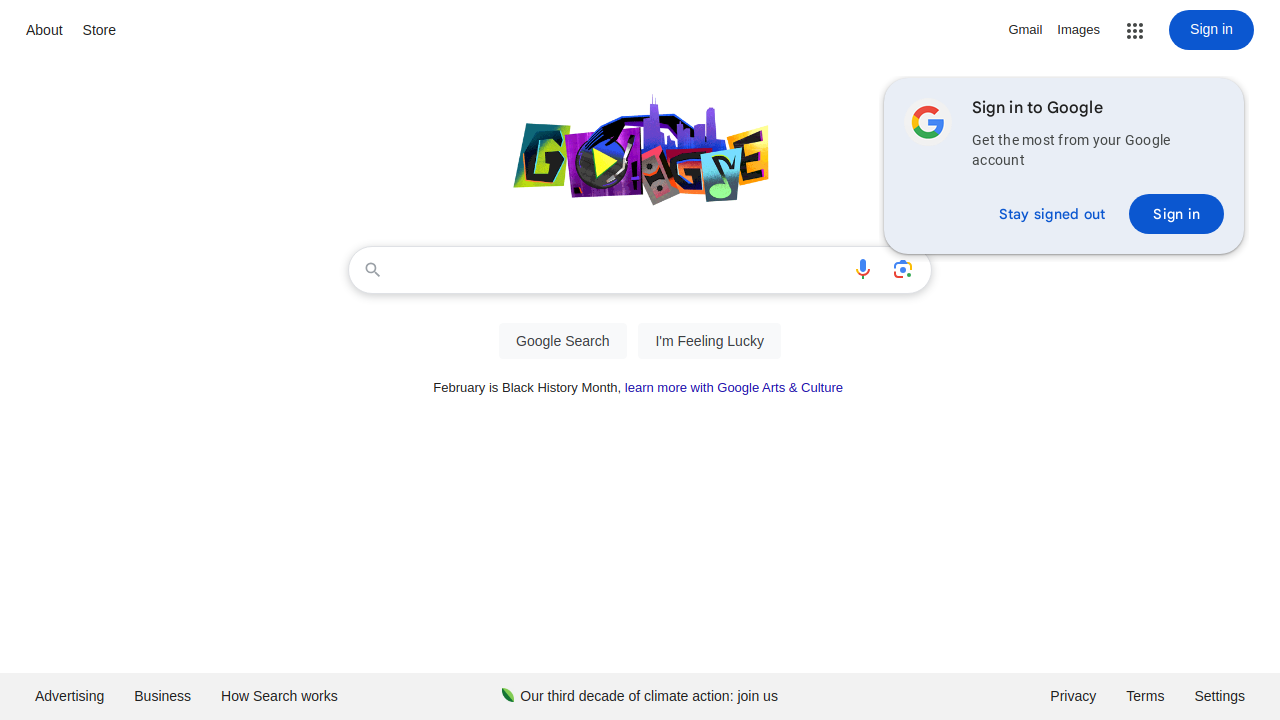 About Store
Gmail Images Sign in
GOOGLE
Sign in to Google
Get the most from your Google
account
Stay signed out Sign in
Google Search I'm Feeling Lucky
February is Black History Month, learn more with Google Arts & Culture
Advertising Business How Search works
Our third decade of climate action: join us
Privacy Terms Settings